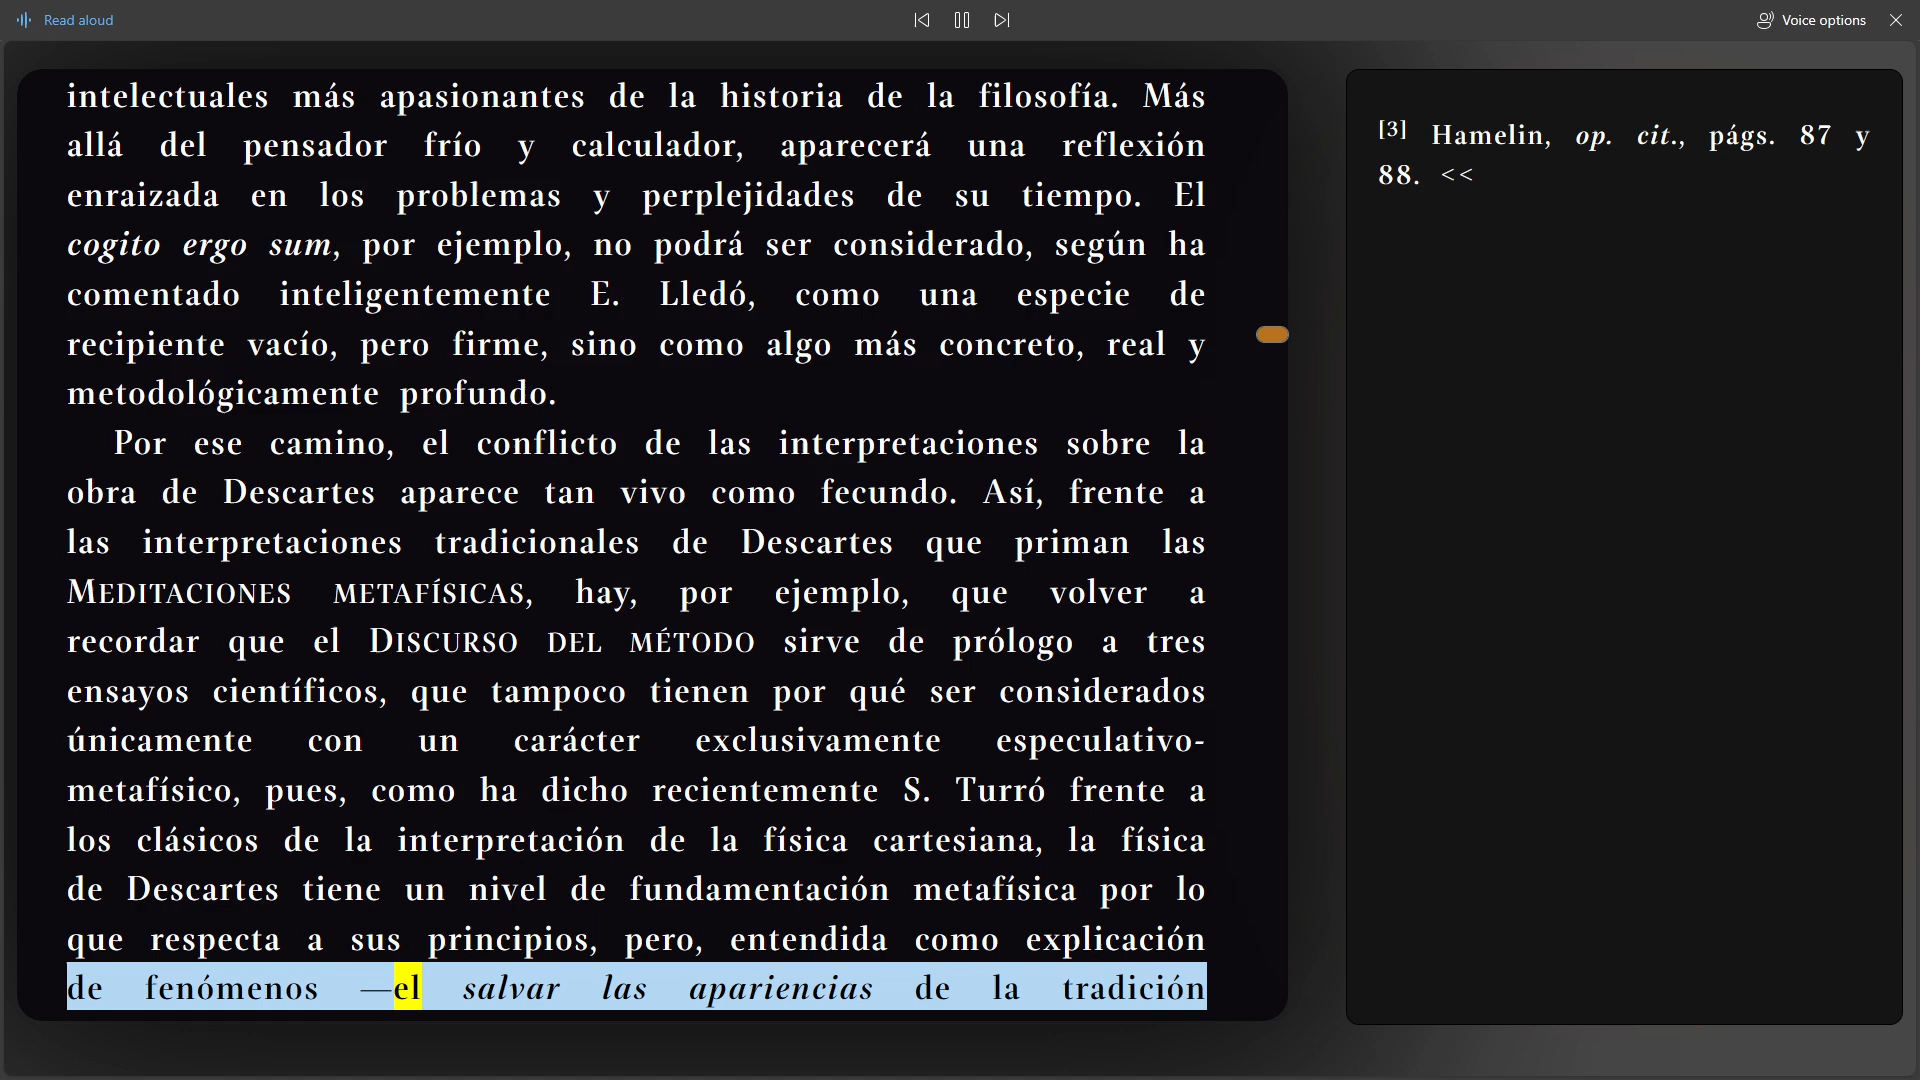 Read aloud
Voice options
intelectuales más apasionantes de la historia de la filosofía. Más
allá del pensador frío y calculador, aparecerá una reflexión
enraizada en los problemas y perplejidades de su tiempo. El
cogito ergo sum, por ejemplo, no podrá ser considerado, según ha
comentado inteligentemente E. Lledó, como una especie de
recipiente vacío, pero firme, sino como algo más concreto, real y
metodológicamente profundo.
Por ese camino, el conflicto de las interpretaciones sobre la
obra de Descartes aparece tan vivo como fecundo. Así, frente a
las interpretaciones tradicionales de Descartes que priman las
MEDITACIONES METAFÍSICAS, hay, por ejemplo, que volver a
recordar que el DISCURSO DEL MÉTODO sirve de prólogo a tres
ensayos científicos, que tampoco tienen por qué ser considerados
únicamente con un carácter exclusivamente especulativo-
metafísico, pues, como ha dicho recientemente S. Turró frente a
los clásicos de la interpretación de la física cartesiana, la física
de Descartes tiene un nivel de fundamentación metafísica por lo
que respecta a sus principios, pero, entendida como explicación
de fenómenos —el salvar las apariencias de la tradición
[3] Hamelin, op. cit., págs. 87 y
88. <<